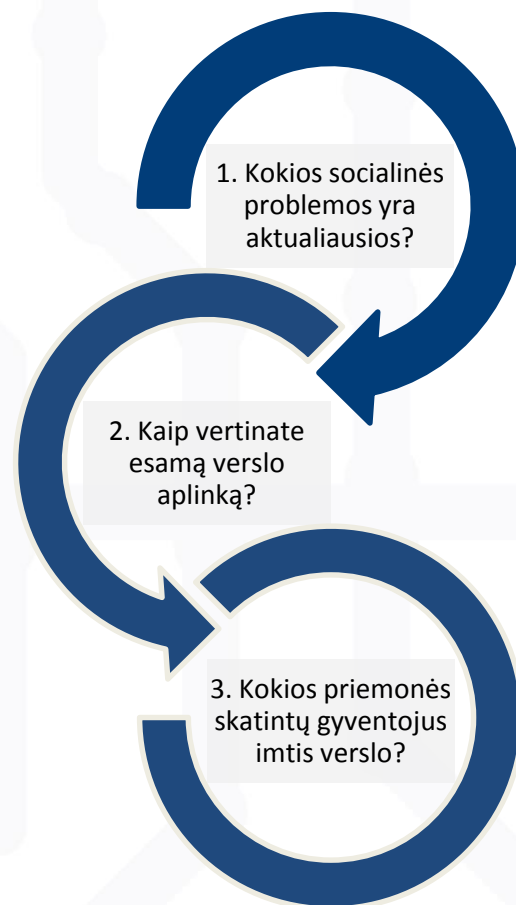 1. Kokios socialinės
problemos yra
aktualiausios?
2. Kaip vertinate
esamą verslo
aplinką?
3. Kokios priemonės
skatintų gyventojus
imtis verslo?